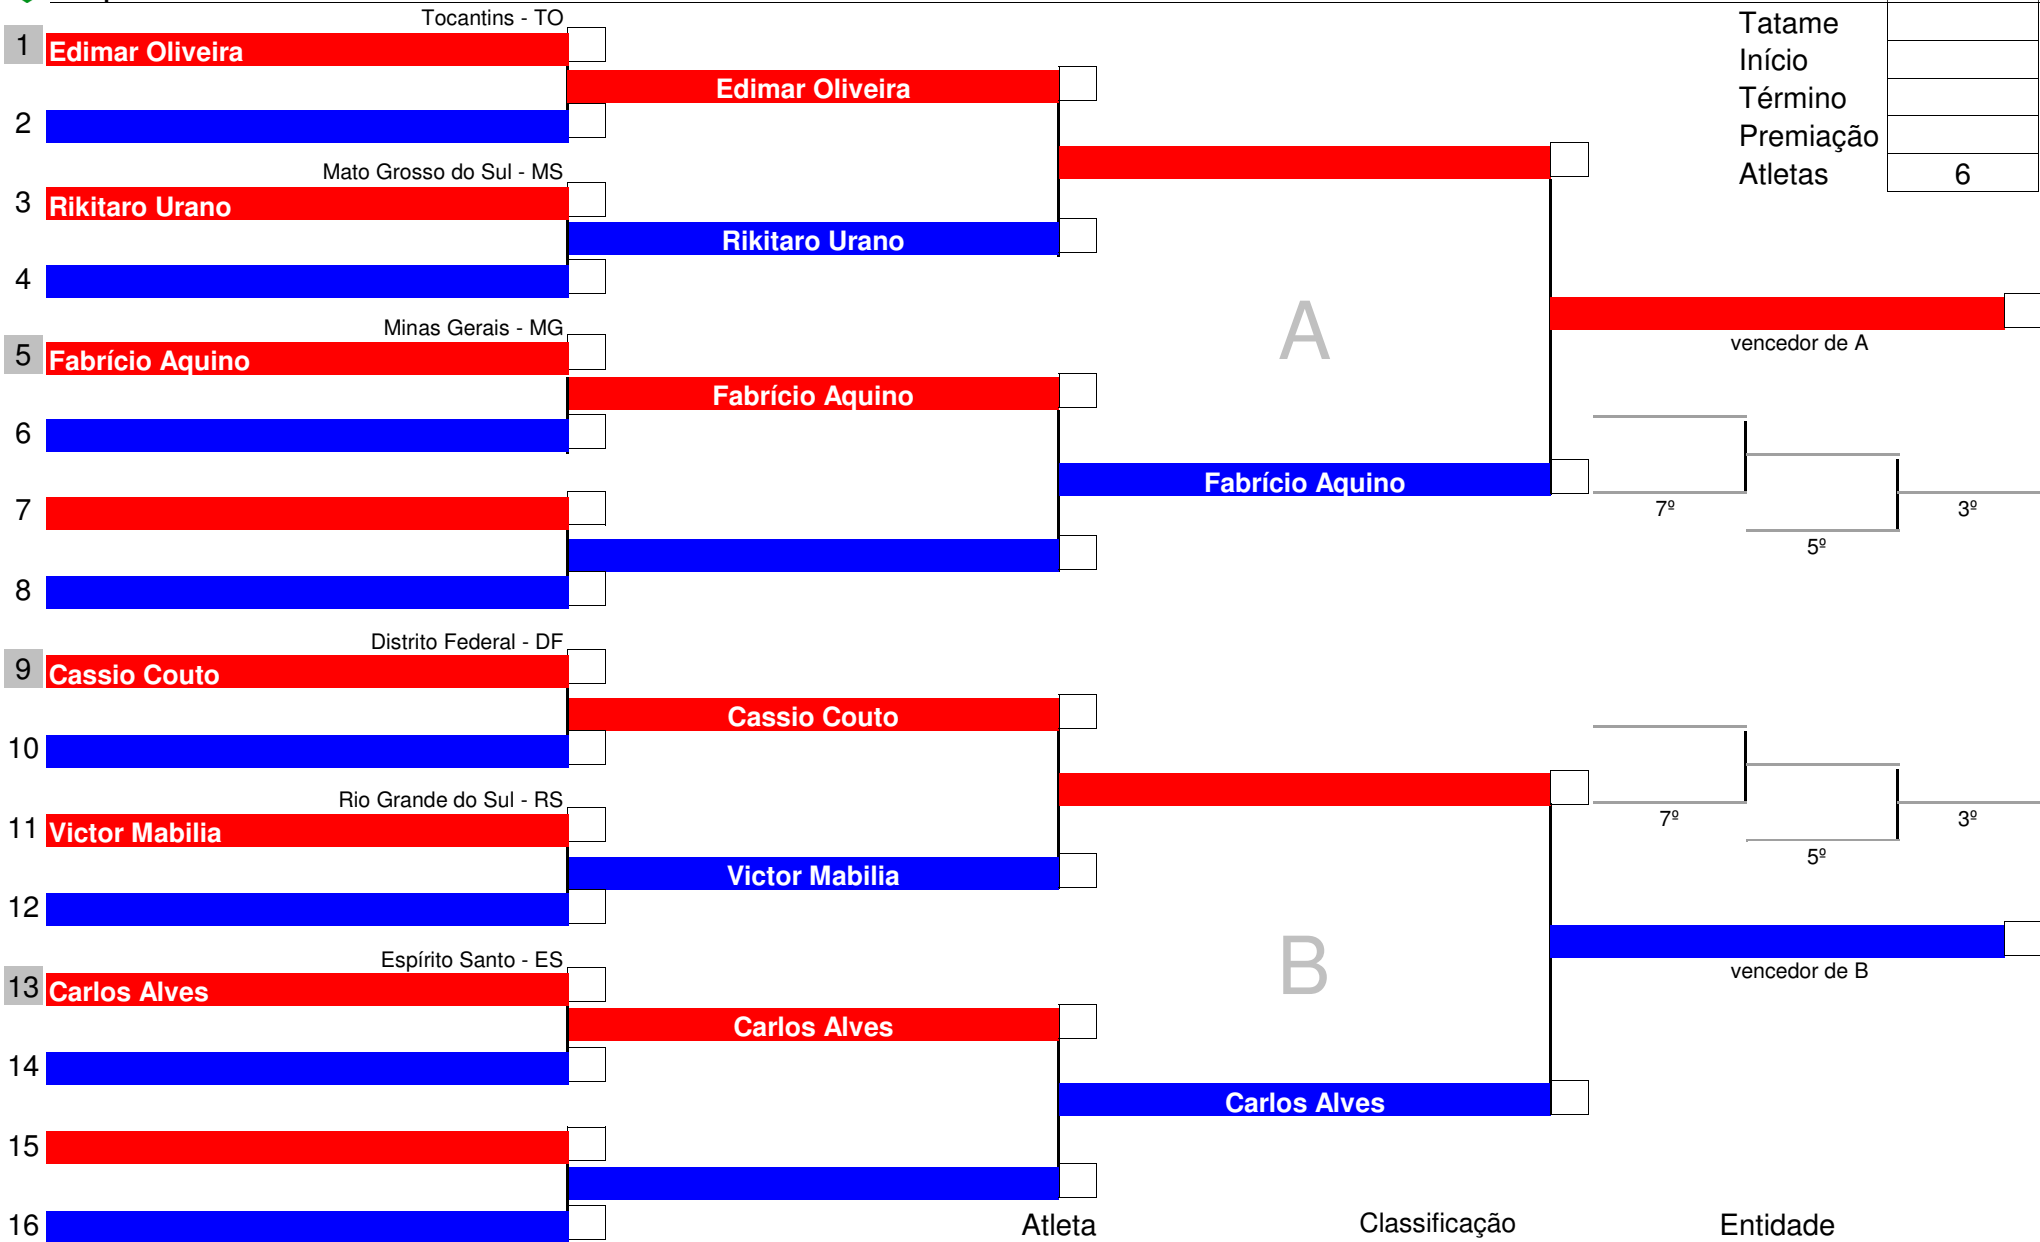 Tocantins - TO
1 Edimar Oliveira
Edimar Oliveira
2
Mato Grosso do Sul - MS
3 Rikitaro Urano
Rikitaro Urano
4
Minas Gerais - MG
5 Fabrício Aquino
Fabrício Aquino
6
Fabrício Aquino
7
8
A
vencedor de A
7º
5º
3º
Distrito Federal - DF
9 Cassio Couto
Cassio Couto
10
Rio Grande do Sul - RS
11 Victor Mabilia
Victor Mabilia
12
Espírito Santo - ES
13 Carlos Alves
Carlos Alves
14
Carlos Alves
15
16
B
7º
5º
3º
vencedor de B
Tatame
Início
Término
Premiação
Atletas 6
Atleta Classificação Entidade